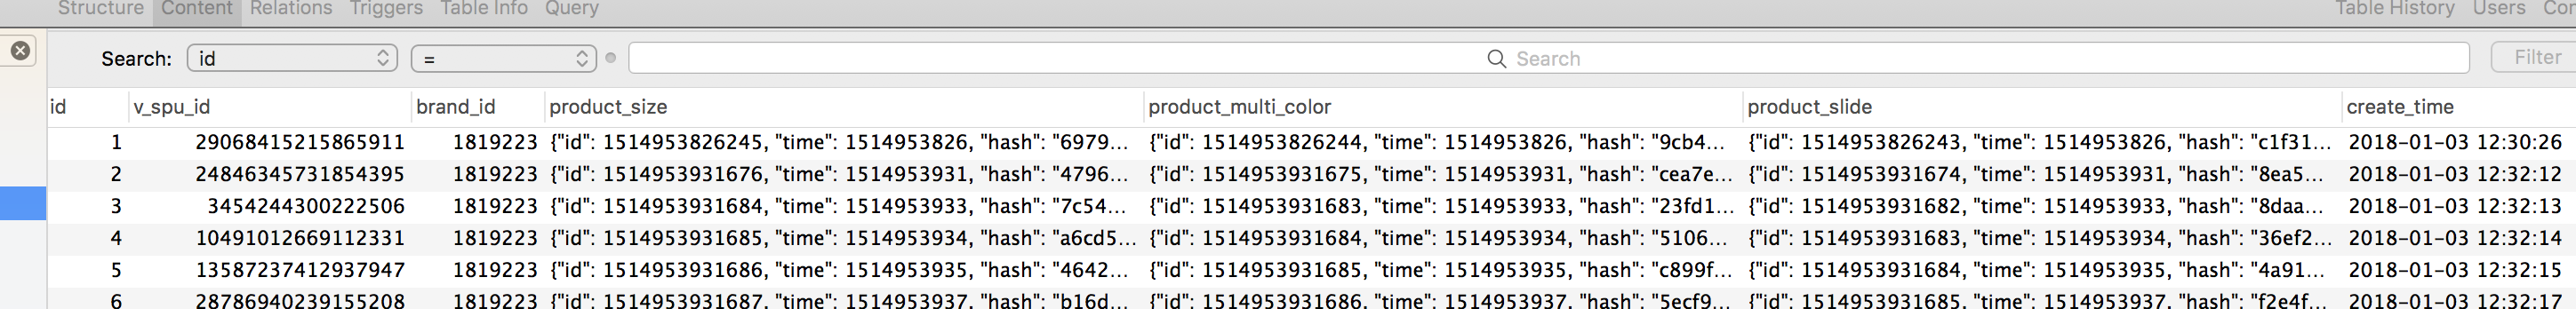 Structure Content Relations Triggers Table Info Query Table History Users Con
Search: id = Search Filter
id v_spu_id brand_id product_size product_multi_color product_slide create_time
1 29068415215865911 1819223 {"id": 1514953826245, "time": 1514953826, "hash": "6979... {"id": 1514953826244, "time": 1514953826, "hash": "9cb4... {"id": 1514953826243, "time": 1514953826, "hash": "c1f31... 2018-01-03 12:30:26
2 24846345731854395 1819223 {"id": 1514953931676, "time": 1514953931, "hash": "4796... {"id": 1514953931675, "time": 1514953931, "hash": "cea7e... {"id": 1514953931674, "time": 1514953931, "hash": "8ea5... 2018-01-03 12:32:12
3 3454244300222506 1819223 {"id": 1514953931684, "time": 1514953933, "hash": "7c54... {"id": 1514953931683, "time": 1514953933, "hash": "23fd1... {"id": 1514953931682, "time": 1514953933, "hash": "8daa... 2018-01-03 12:32:13
4 10491012669112331 1819223 {"id": 1514953931685, "time": 1514953934, "hash": "a6cd5... {"id": 1514953931684, "time": 1514953934, "hash": "5106... {"id": 1514953931683, "time": 1514953934, "hash": "36ef2... 2018-01-03 12:32:14
5 13587237412937947 1819223 {"id": 1514953931686, "time": 1514953935, "hash": "4642... {"id": 1514953931685, "time": 1514953935, "hash": "c899f... {"id": 1514953931684, "time": 1514953935, "hash": "4a91... 2018-01-03 12:32:15
6 28786940239155208 1819223 {"id": 1514953931687, "time": 1514953937, "hash": "b16d... {"id": 1514953931686, "time": 1514953937, "hash": "5ecf9... {"id": 1514953931685, "time": 1514953937, "hash": "f2e4f... 2018-01-03 12:32:17